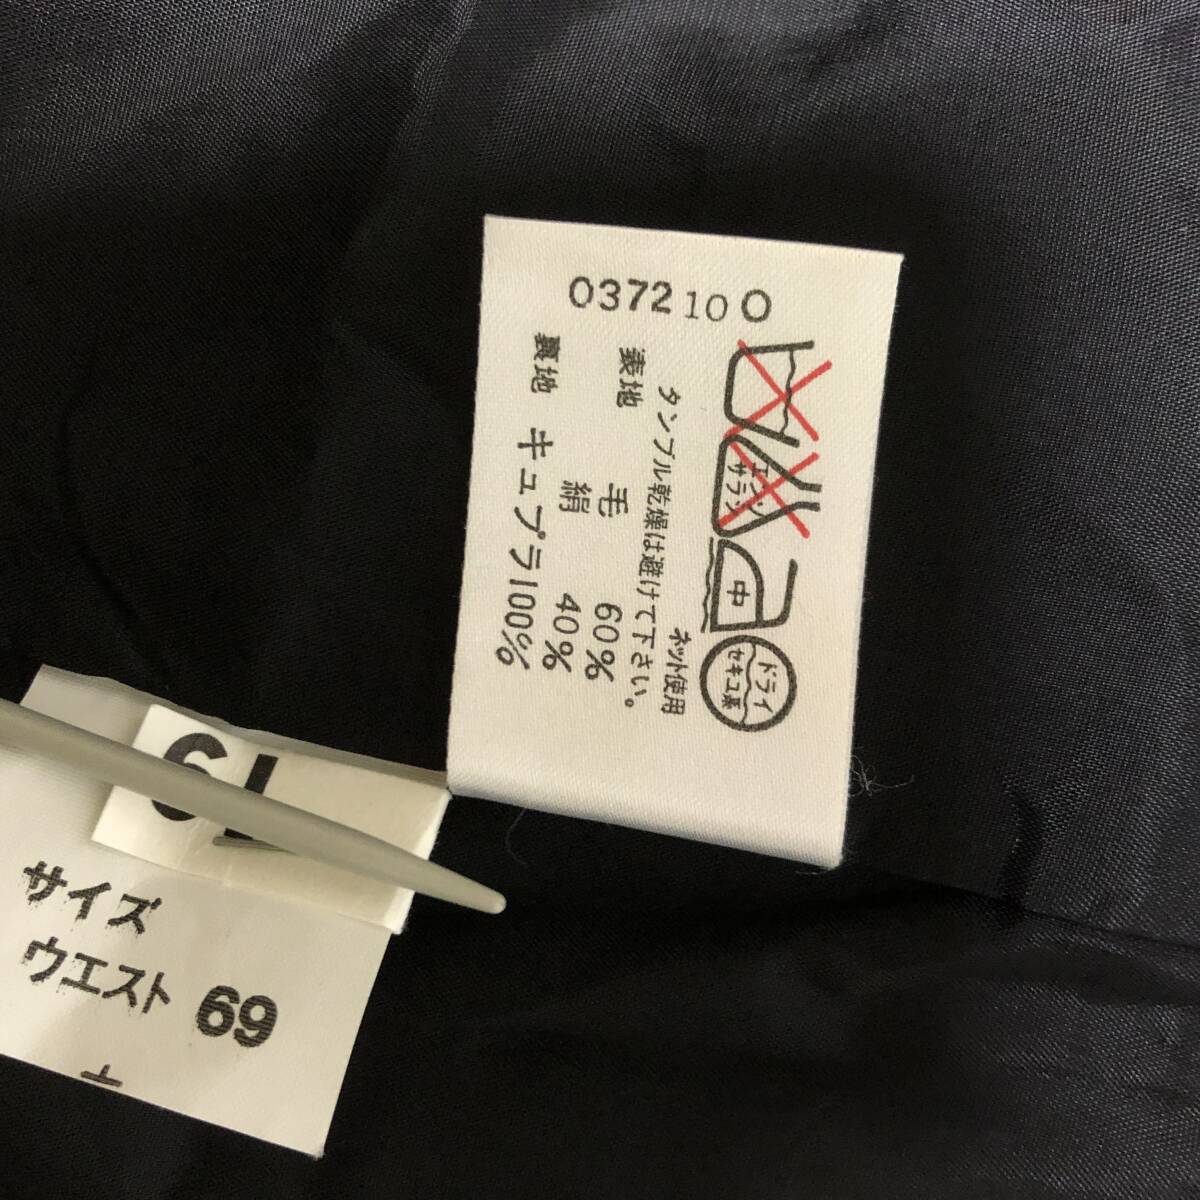 0372 10 O
エンソ
サラシ
中
ドライ
セキユ系
ネット使用
タンブル乾燥は避けて下さい。
表地 毛 60%
絹 40%
裏地 キュプラ100%
サイズ
ウエスト 69